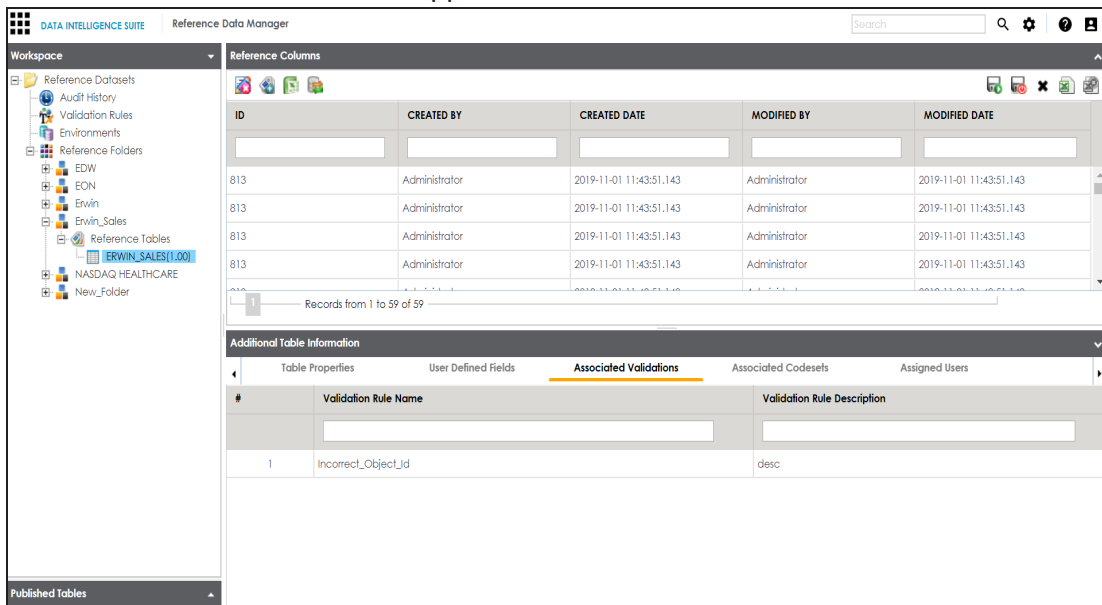 DATA INTELLIGENCE SUITE Reference Data Manager Search
Workspace
Reference Datasets
Audit History
Validation Rules
Environments
Reference Folders
EDW
EON
Erwin
Erwin_Sales
Reference Tables
ERWIN_SALES(1.00)
NASDAQ HEALTHCARE
New_Folder
Published Tables
Reference Columns
ID CREATED BY CREATED DATE MODIFIED BY MODIFIED DATE
813 Administrator 2019-11-01 11:43:51.143 Administrator 2019-11-01 11:43:51.143
813 Administrator 2019-11-01 11:43:51.143 Administrator 2019-11-01 11:43:51.143
813 Administrator 2019-11-01 11:43:51.143 Administrator 2019-11-01 11:43:51.143
813 Administrator 2019-11-01 11:43:51.143 Administrator 2019-11-01 11:43:51.143
1 Records from 1 to 59 of 59
Additional Table Information
Table Properties User Defined Fields Associated Validations Associated Codesets Assigned Users
# Validation Rule Name Validation Rule Description
1 Incorrect_Object_Id desc